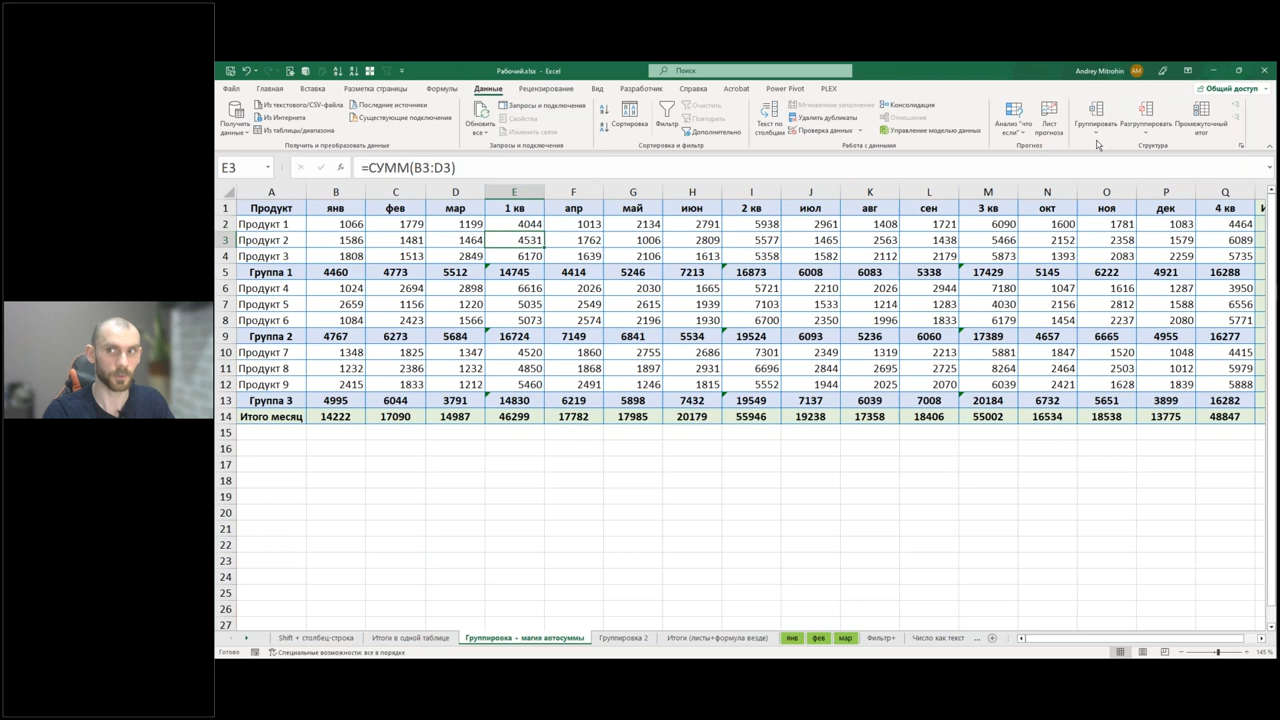 Рабочий.xlsx - Excel
Поиск
Andrey Mitrohin AM
Файл Главная Вставка Разметка страницы Формулы Данные Рецензирование Вид Разработчик Справка Acrobat Power Pivot PLEX
Общий доступ
Получить данные
Из текстового/CSV-файла
Из Интернета
Из таблицы/диапазона
Последние источники
Существующие подключения
Получить и преобразовать данные
Обновить все
Запросы и подключения
Свойства
Изменить связи
Запросы и подключения
Сортировка
Фильтр
Очистить
Повторить
Дополнительно
Сортировка и фильтр
Текст по столбцам
Мгновенное заполнение
Удалить дубликаты
Проверка данных
Консолидация
Отношения
Управление моделью данных
Работа с данными
Анализ "что если"
Лист прогноза
Прогноз
Группировать
Разгруппировать
Промежуточный итог
Структура
E3 fx =СУММ(B3:D3)
A B C D E F G H I J K L M N O P Q
1 Продукт янв фев мар 1 кв апр май июн 2 кв июл авг сен 3 кв окт ноя дек 4 кв
2 Продукт 1 1066 1779 1199 4044 1013 2134 2791 5938 2961 1408 1721 6090 1600 1781 1083 4464
3 Продукт 2 1586 1481 1464 4531 1762 1006 2809 5577 1465 2563 1438 5466 2152 2358 1579 6089
4 Продукт 3 1808 1513 2849 6170 1639 2106 1613 5358 1582 2112 2179 5873 1393 2083 2259 5735
5 Группа 1 4460 4773 5512 14745 4414 5246 7213 16873 6008 6083 5338 17429 5145 6222 4921 16288
6 Продукт 4 1024 2694 2898 6616 2026 2030 1665 5721 2210 2026 2944 7180 1047 1616 1287 3950
7 Продукт 5 2659 1156 1220 5035 2549 2615 1939 7103 1533 1214 1283 4030 2156 2812 1588 6556
8 Продукт 6 1084 2423 1566 5073 2574 2196 1930 6700 2350 1996 1833 6179 1454 2237 2080 5771
9 Группа 2 4767 6273 5684 16724 7149 6841 5534 19524 6093 5236 6060 17389 4657 6665 4955 16277
10 Продукт 7 1348 1825 1347 4520 1860 2755 2686 7301 2349 1319 2213 5881 1847 1520 1048 4415
11 Продукт 8 1232 2386 1232 4850 1868 1897 2931 6696 2844 2695 2725 8264 2464 2503 1012 5979
12 Продукт 9 2415 1833 1212 5460 2491 1246 1815 5552 1944 2025 2070 6039 2421 1628 1839 5888
13 Группа 3 4995 6044 3791 14830 6219 5898 7432 19549 7137 6039 7008 20184 6732 5651 3899 16282
14 Итого месяц 14222 17090 14987 46299 17782 17985 20179 55946 19238 17358 18406 55002 16534 18538 13775 48847
15
16
17
18
19
20
21
22
23
24
25
26
27
Shift + столбец-строка Итоги в одной таблице Группировка - магия автосуммы Группировка 2 Итоги (листы+формула везде) янв фев мар Фильтр+ Число как текст ...
Готово Специальные возможности: все в порядке 145 %